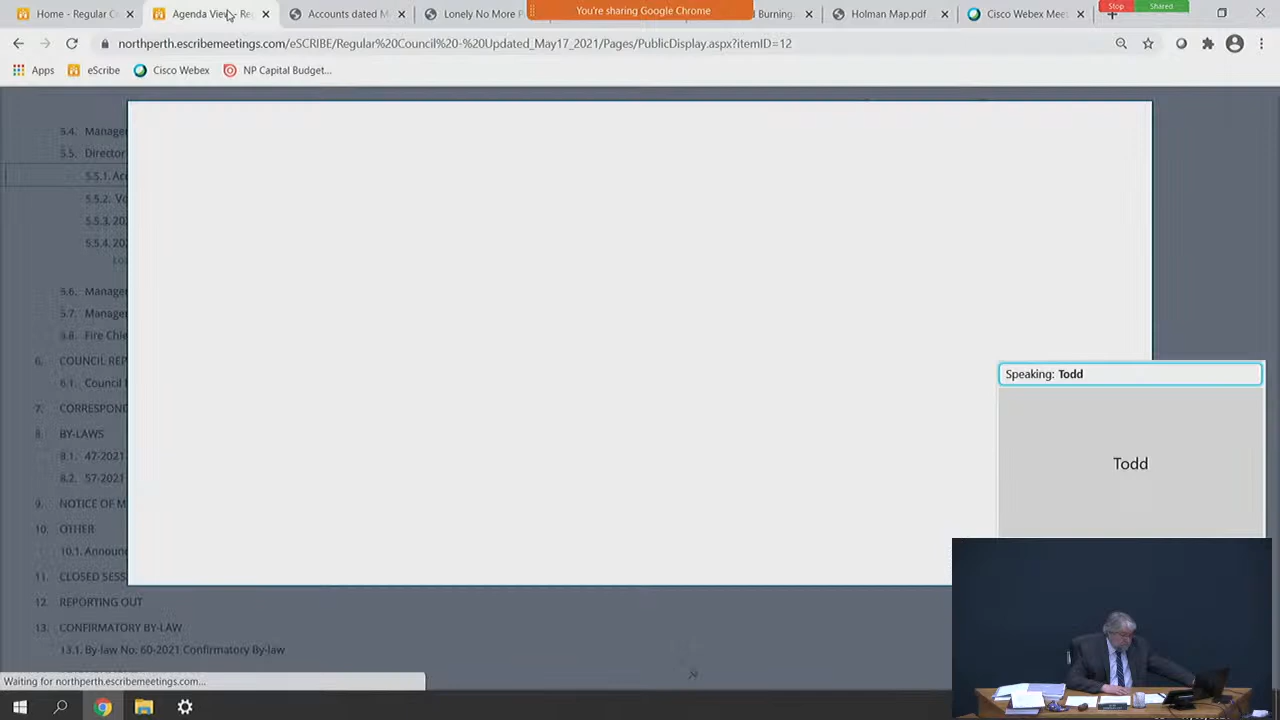 Home - Regular C
Agenda View - Re
Accounts dated M
Lonely No More P
You're sharing Google Chrome
Burning.
Holman Map.pdf
Cisco Webex Meet
Stop
Shared
northperth.escribemeetings.com/eSCRIBE/Regular%20Council%20-%20Updated_May17_2021/Pages/PublicDisplay.aspx?itemID=12
Apps
eScribe
Cisco Webex
NP Capital Budget...
5.4. Manager
5.5. Director
5.5.1. Acc
5.5.2. Vo
5.5.3. 202
5.5.4. 202
5.6. Manager
5.7. Manager
5.8. Fire Chie
6. COUNCIL REP
6.1. Council
7. CORRESPOND
8. BY-LAWS
8.1. 47-2021
8.2. 57-2021
9. NOTICE OF M
10. OTHER
10.1. Announ
11. CLOSED SESS
12. REPORTING OUT
13. CONFIRMATORY BY-LAW
13.1. By-law No. 60-2021 Confirmatory By-law
Speaking: Todd
Todd
Waiting for northperth.escribemeetings.com...